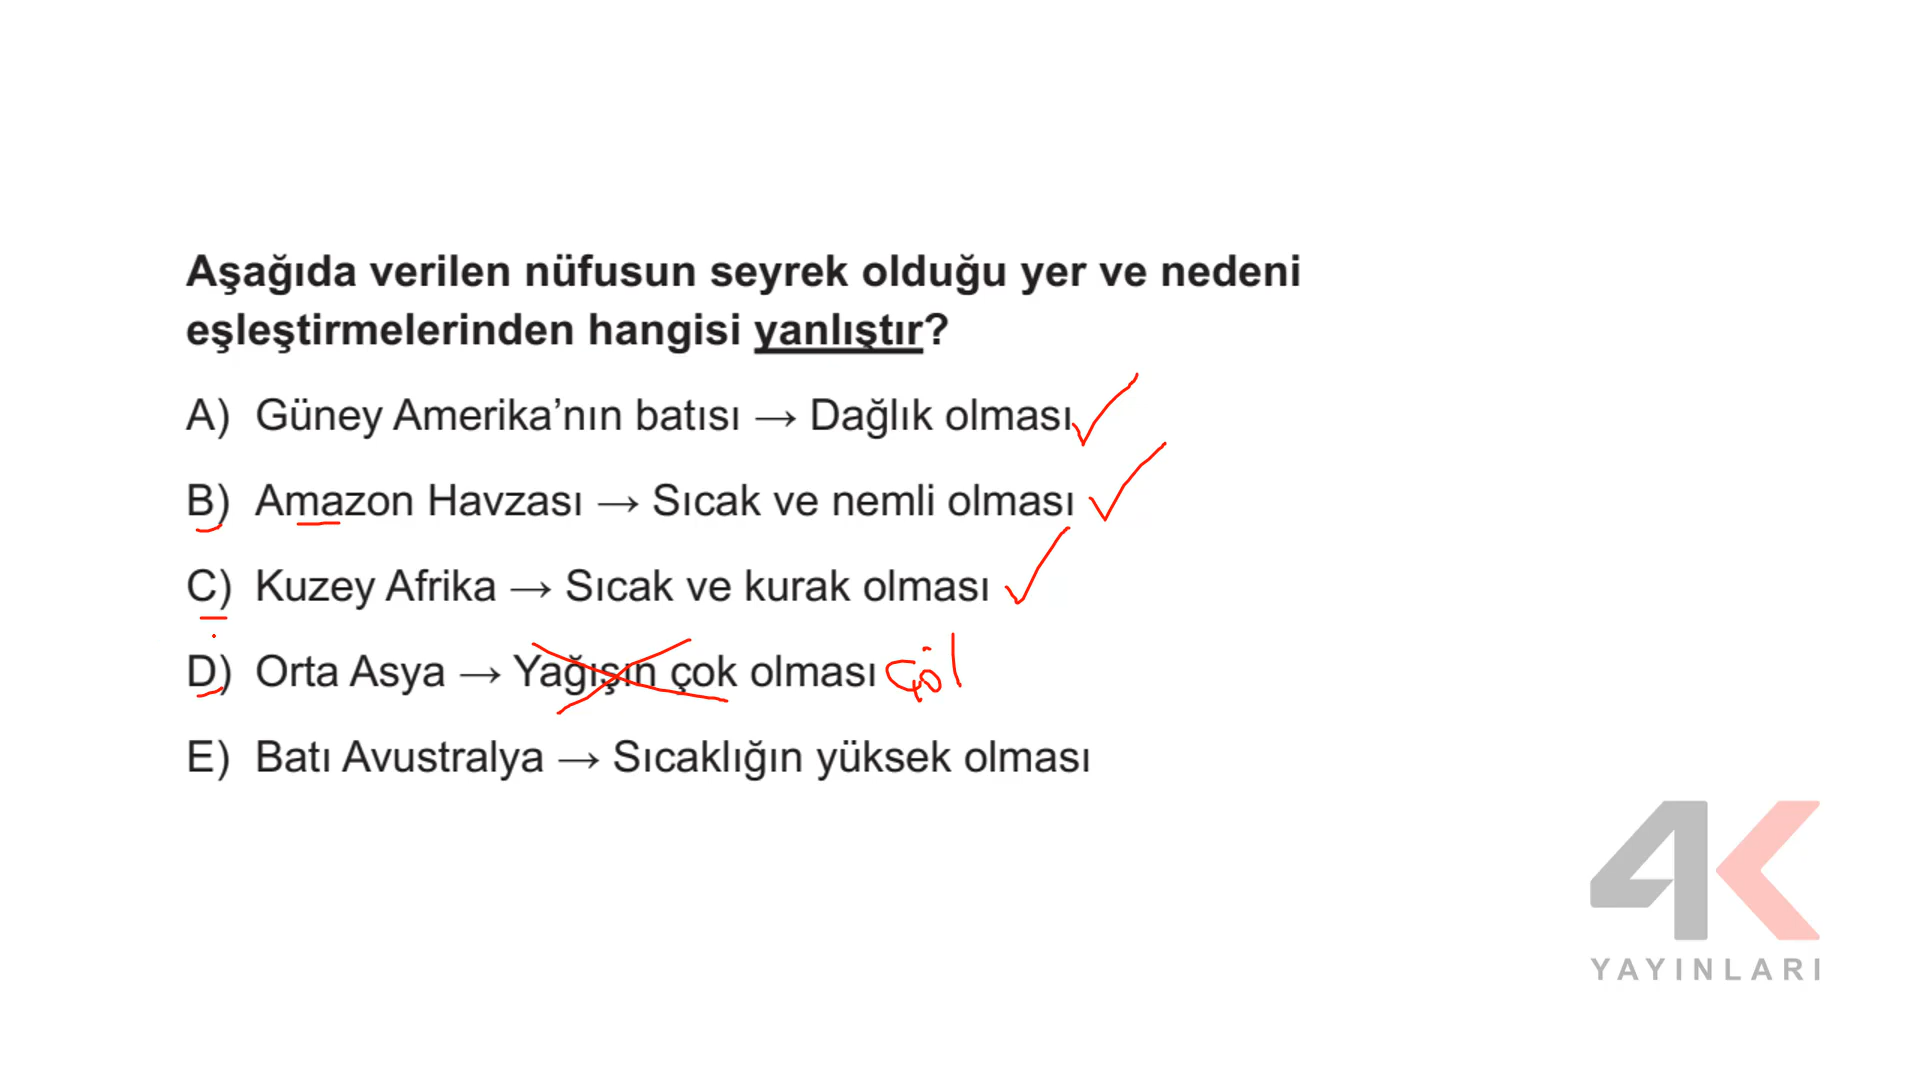 Aşağıda verilen nüfusun seyrek olduğu yer ve nedeni
eşleştirmelerinden hangisi yanlıştır?
A) Güney Amerika’nın batısı → Dağlık olması
B) Amazon Havzası → Sıcak ve nemli olması
C) Kuzey Afrika → Sıcak ve kurak olması
D) Orta Asya → Yağışın çok olması çöl
E) Batı Avustralya → Sıcaklığın yüksek olması
4K
YAYINLARI